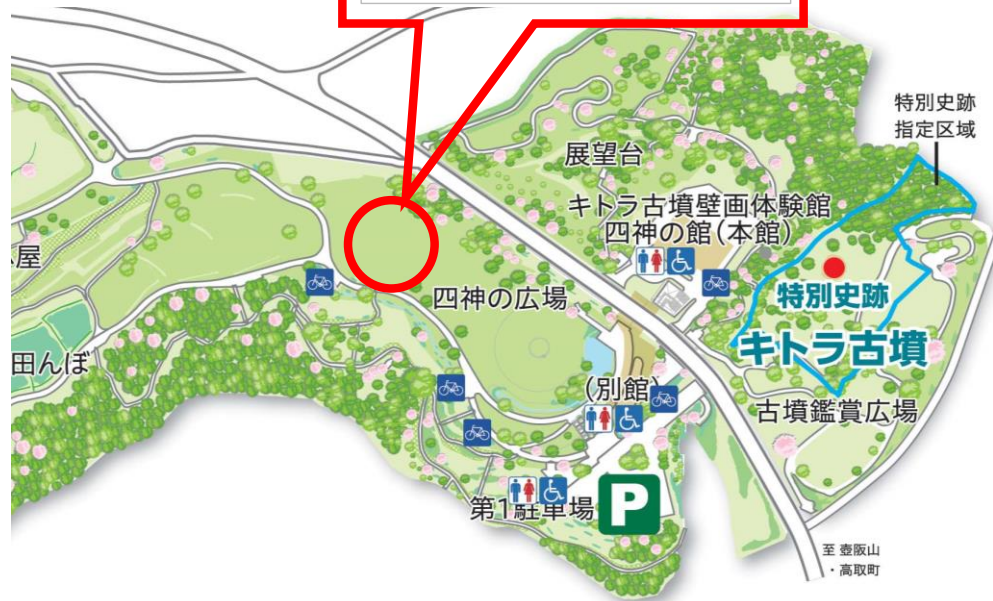 特別史跡
指定区域
展望台
キトラ古墳壁画体験館
四神の館(本館)
屋
四神の広場
特別史跡
キトラ古墳
田んぼ
(別館)
古墳鑑賞広場
第1駐車場
P
至 壺阪山
・高取町